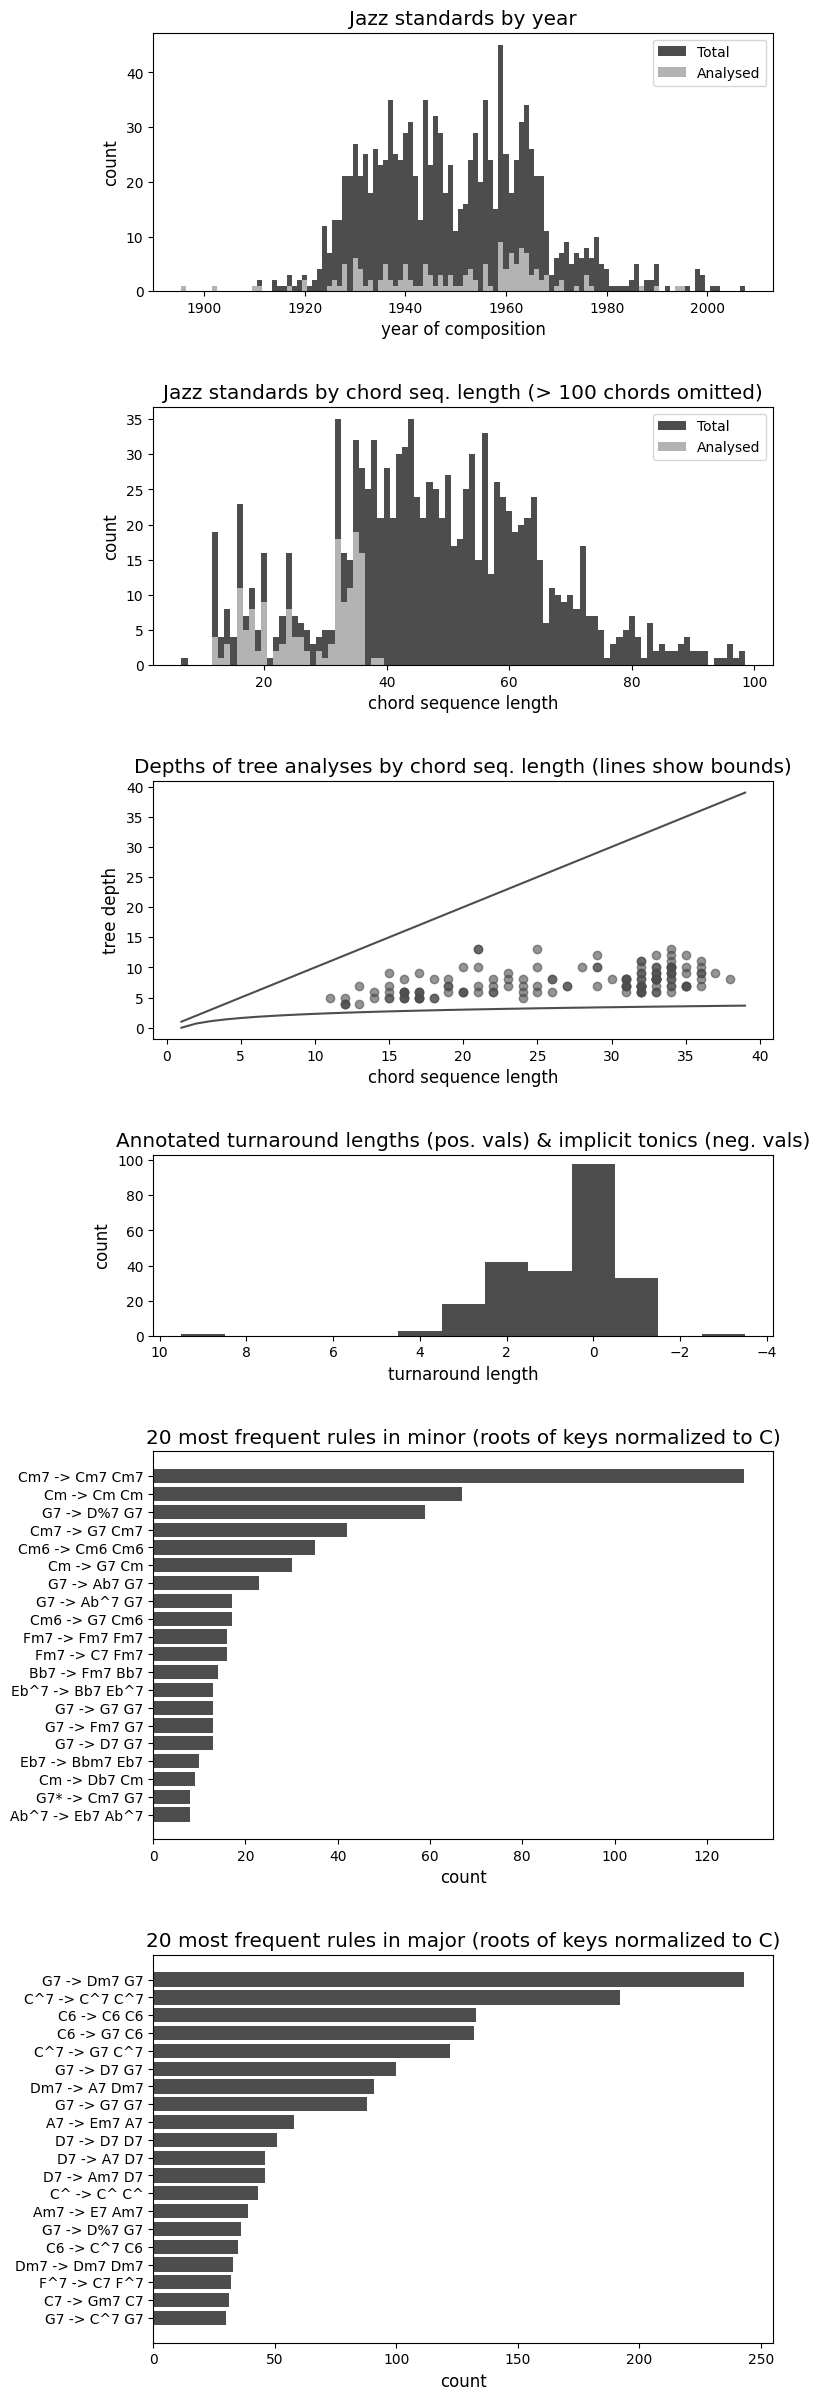 Jazz standards by year
Total
Analysed
40
30
20
10
0
count
1900 1920 1940 1960 1980 2000
year of composition
Jazz standards by chord seq. length (> 100 chords omitted)
Total
Analysed
35
30
25
20
15
10
5
0
count
20 40 60 80 100
chord sequence length
Depths of tree analyses by chord seq. length (lines show bounds)
40
35
30
25
20
15
10
5
0
tree depth
0 5 10 15 20 25 30 35 40
chord sequence length
Annotated turnaround lengths (pos. vals) & implicit tonics (neg. vals)
100
80
60
40
20
0
count
10 8 6 4 2 0 −2 −4
turnaround length
20 most frequent rules in minor (roots of keys normalized to C)
Cm7 -> Cm7 Cm7
Cm -> Cm Cm
G7 -> D%7 G7
Cm7 -> G7 Cm7
Cm6 -> Cm6 Cm6
Cm -> G7 Cm
G7 -> Ab7 G7
G7 -> Ab^7 G7
Cm6 -> G7 Cm6
Fm7 -> Fm7 Fm7
Fm7 -> C7 Fm7
Bb7 -> Fm7 Bb7
Eb^7 -> Bb7 Eb^7
G7 -> G7 G7
G7 -> Fm7 G7
G7 -> D7 G7
Eb7 -> Bbm7 Eb7
Cm -> Db7 Cm
G7* -> Cm7 G7
Ab^7 -> Eb7 Ab^7
0 20 40 60 80 100 120
count
20 most frequent rules in major (roots of keys normalized to C)
G7 -> Dm7 G7
C^7 -> C^7 C^7
C6 -> C6 C6
C6 -> G7 C6
C^7 -> G7 C^7
G7 -> D7 G7
Dm7 -> A7 Dm7
G7 -> G7 G7
A7 -> Em7 A7
D7 -> D7 D7
D7 -> A7 D7
D7 -> Am7 D7
C^ -> C^ C^
Am7 -> E7 Am7
G7 -> D%7 G7
C6 -> C^7 C6
Dm7 -> Dm7 Dm7
F^7 -> C7 F^7
C7 -> Gm7 C7
G7 -> C^7 G7
0 50 100 150 200 250
count